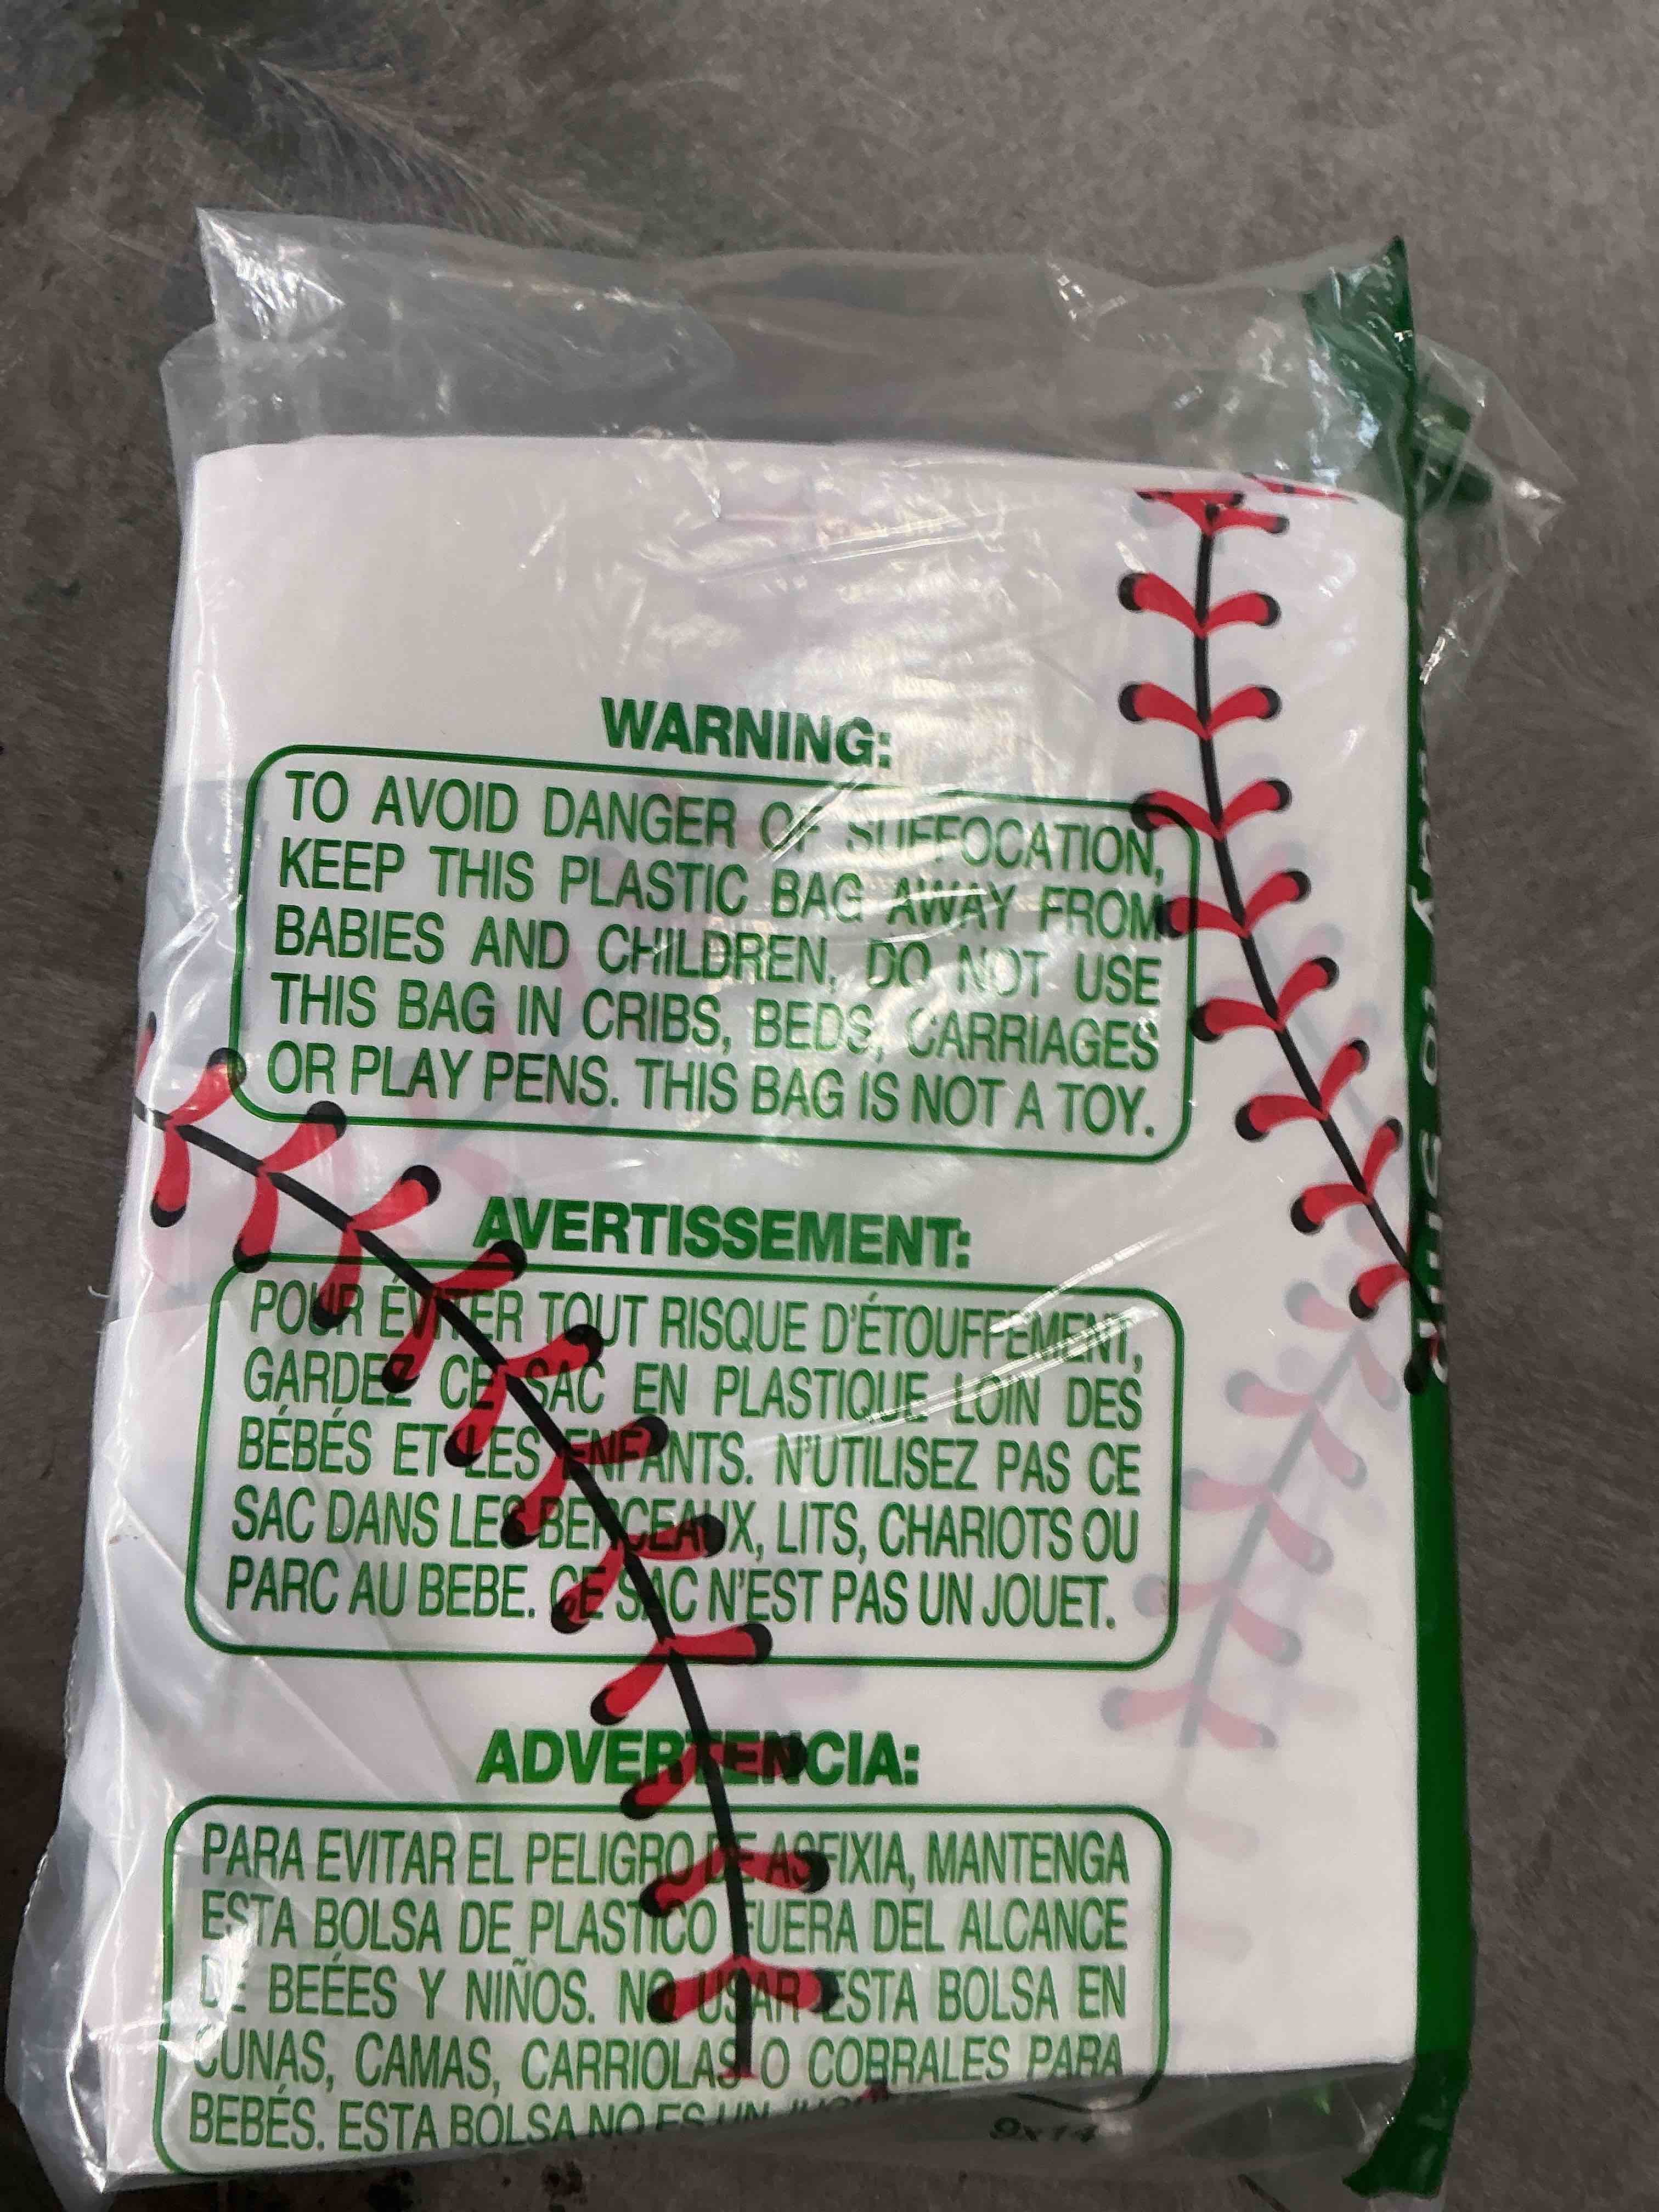 WARNING:
TO AVOID DANGER OF SUFFOCATION,
KEEP THIS PLASTIC BAG AWAY FROM
BABIES AND CHILDREN, DO NOT USE
THIS BAG IN CRIBS, BEDS, CARRIAGES
OR PLAY PENS. THIS BAG IS NOT A TOY.
AVERTISSEMENT:
POUR ÉVITER TOUT RISQUE D'ÉTOUFFEMENT,
GARDEZ CE SAC EN PLASTIQUE LOIN DES
BÉBÉS ET LES ENFANTS. N'UTILISEZ PAS CE
SAC DANS LES BERCEAUX, LITS, CHARIOTS OU
PARC AU BEBE. CE SAC N'EST PAS UN JOUET.
ADVERTENCIA:
PARA EVITAR EL PELIGRO DE ASFIXIA, MANTENGA
ESTA BOLSA DE PLASTICO FUERA DEL ALCANCE
DE BEÉES Y NIÑOS. NO USAR ESTA BOLSA EN
CUNAS, CAMAS, CARRIOLAS O CORRALES PARA
BEBÉS. ESTA BOLSA NO ES UN
9x14